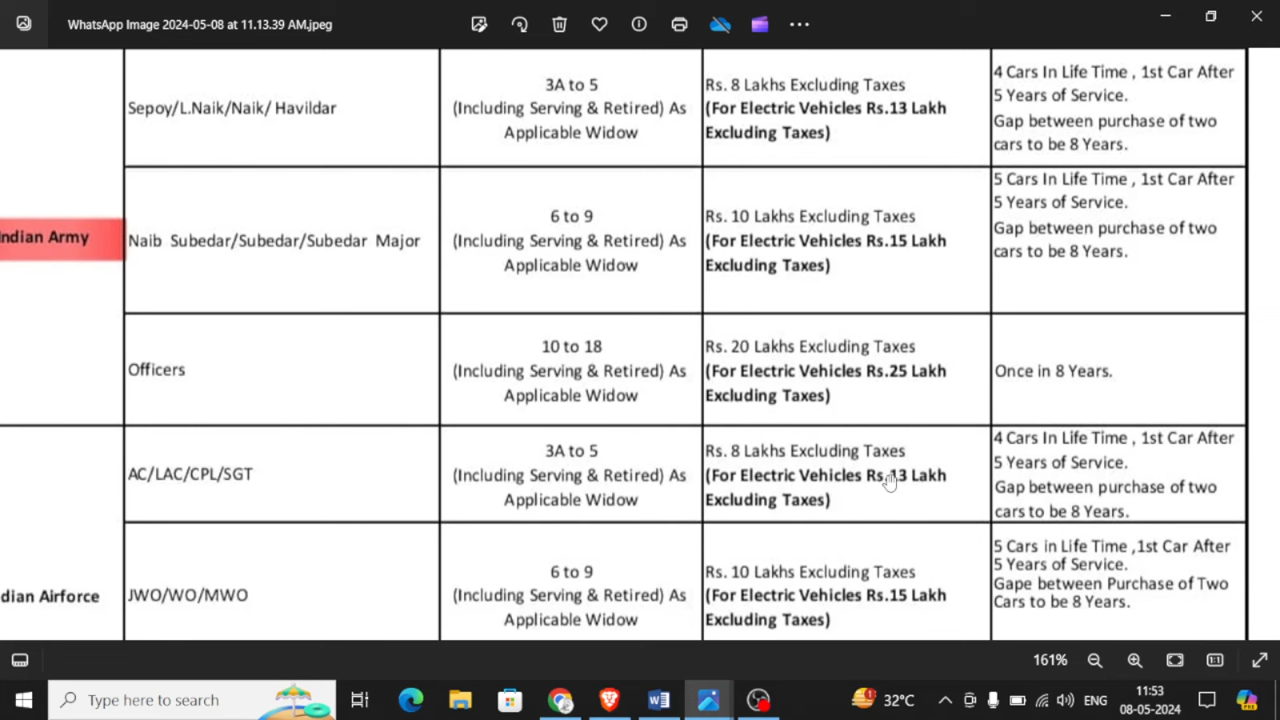 WhatsApp Image 2024-05-08 at 11.13.39 AM.jpeg
Sepoy/L.Naik/Naik/ Havildar
3A to 5
(Including Serving & Retired) As
Applicable Widow
Rs. 8 Lakhs Excluding Taxes
(For Electric Vehicles Rs.13 Lakh
Excluding Taxes)
4 Cars In Life Time , 1st Car After
5 Years of Service.
Gap between purchase of two
cars to be 8 Years.
Indian Army
Naib Subedar/Subedar/Subedar Major
6 to 9
(Including Serving & Retired) As
Applicable Widow
Rs. 10 Lakhs Excluding Taxes
(For Electric Vehicles Rs.15 Lakh
Excluding Taxes)
5 Cars In Life Time , 1st Car After
5 Years of Service.
Gap between purchase of two
cars to be 8 Years.
Officers
10 to 18
(Including Serving & Retired) As
Applicable Widow
Rs. 20 Lakhs Excluding Taxes
(For Electric Vehicles Rs.25 Lakh
Excluding Taxes)
Once in 8 Years.
AC/LAC/CPL/SGT
3A to 5
(Including Serving & Retired) As
Applicable Widow
Rs. 8 Lakhs Excluding Taxes
(For Electric Vehicles Rs.13 Lakh
Excluding Taxes)
4 Cars In Life Time , 1st Car After
5 Years of Service.
Gap between purchase of two
cars to be 8 Years.
dian Airforce
JWO/WO/MWO
6 to 9
(Including Serving & Retired) As
Applicable Widow
Rs. 10 Lakhs Excluding Taxes
(For Electric Vehicles Rs.15 Lakh
Excluding Taxes)
5 Cars in Life Time ,1st Car After
5 Years of Service.
Gape between Purchase of Two
Cars to be 8 Years.
161%
1:1
Type here to search
1
32°C
ENG
11:53
08-05-2024
PRE